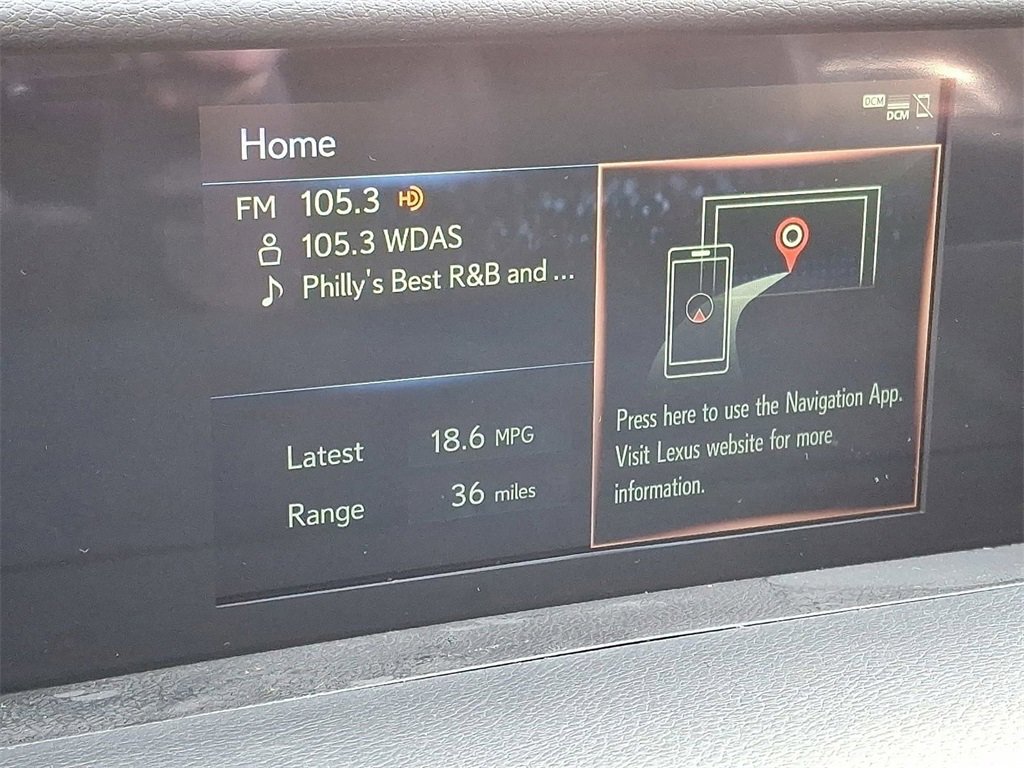 Home
DCM
DCM
FM 105.3 HD
105.3 WDAS
Philly's Best R&B and ...
Latest 18.6 MPG
Range 36 miles
Press here to use the Navigation App.
Visit Lexus website for more
information.